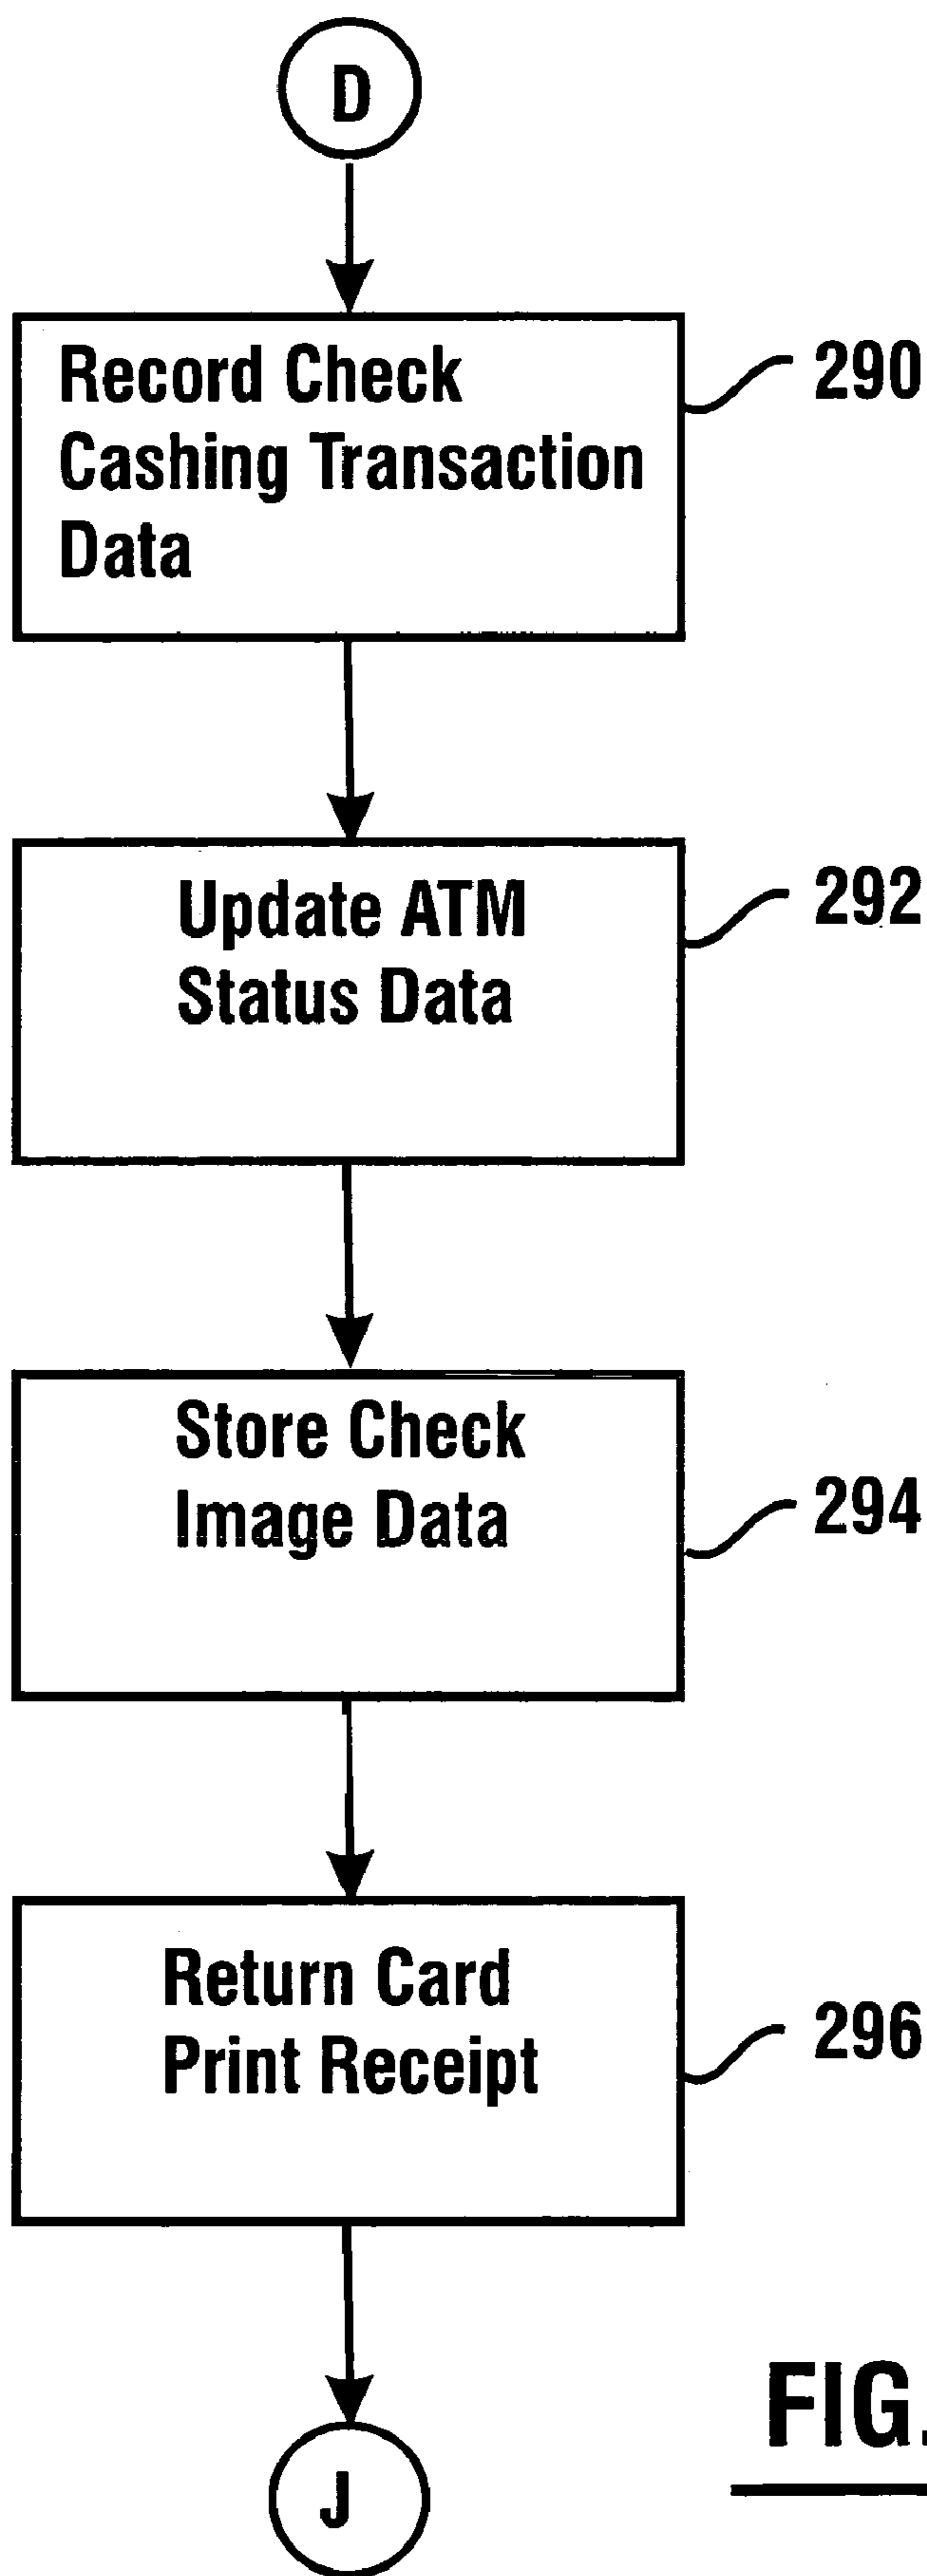 D
Record Check
Cashing Transaction
Data
290
Update ATM
Status Data
292
Store Check
Image Data
294
Return Card
Print Receipt
296
J
FIG.